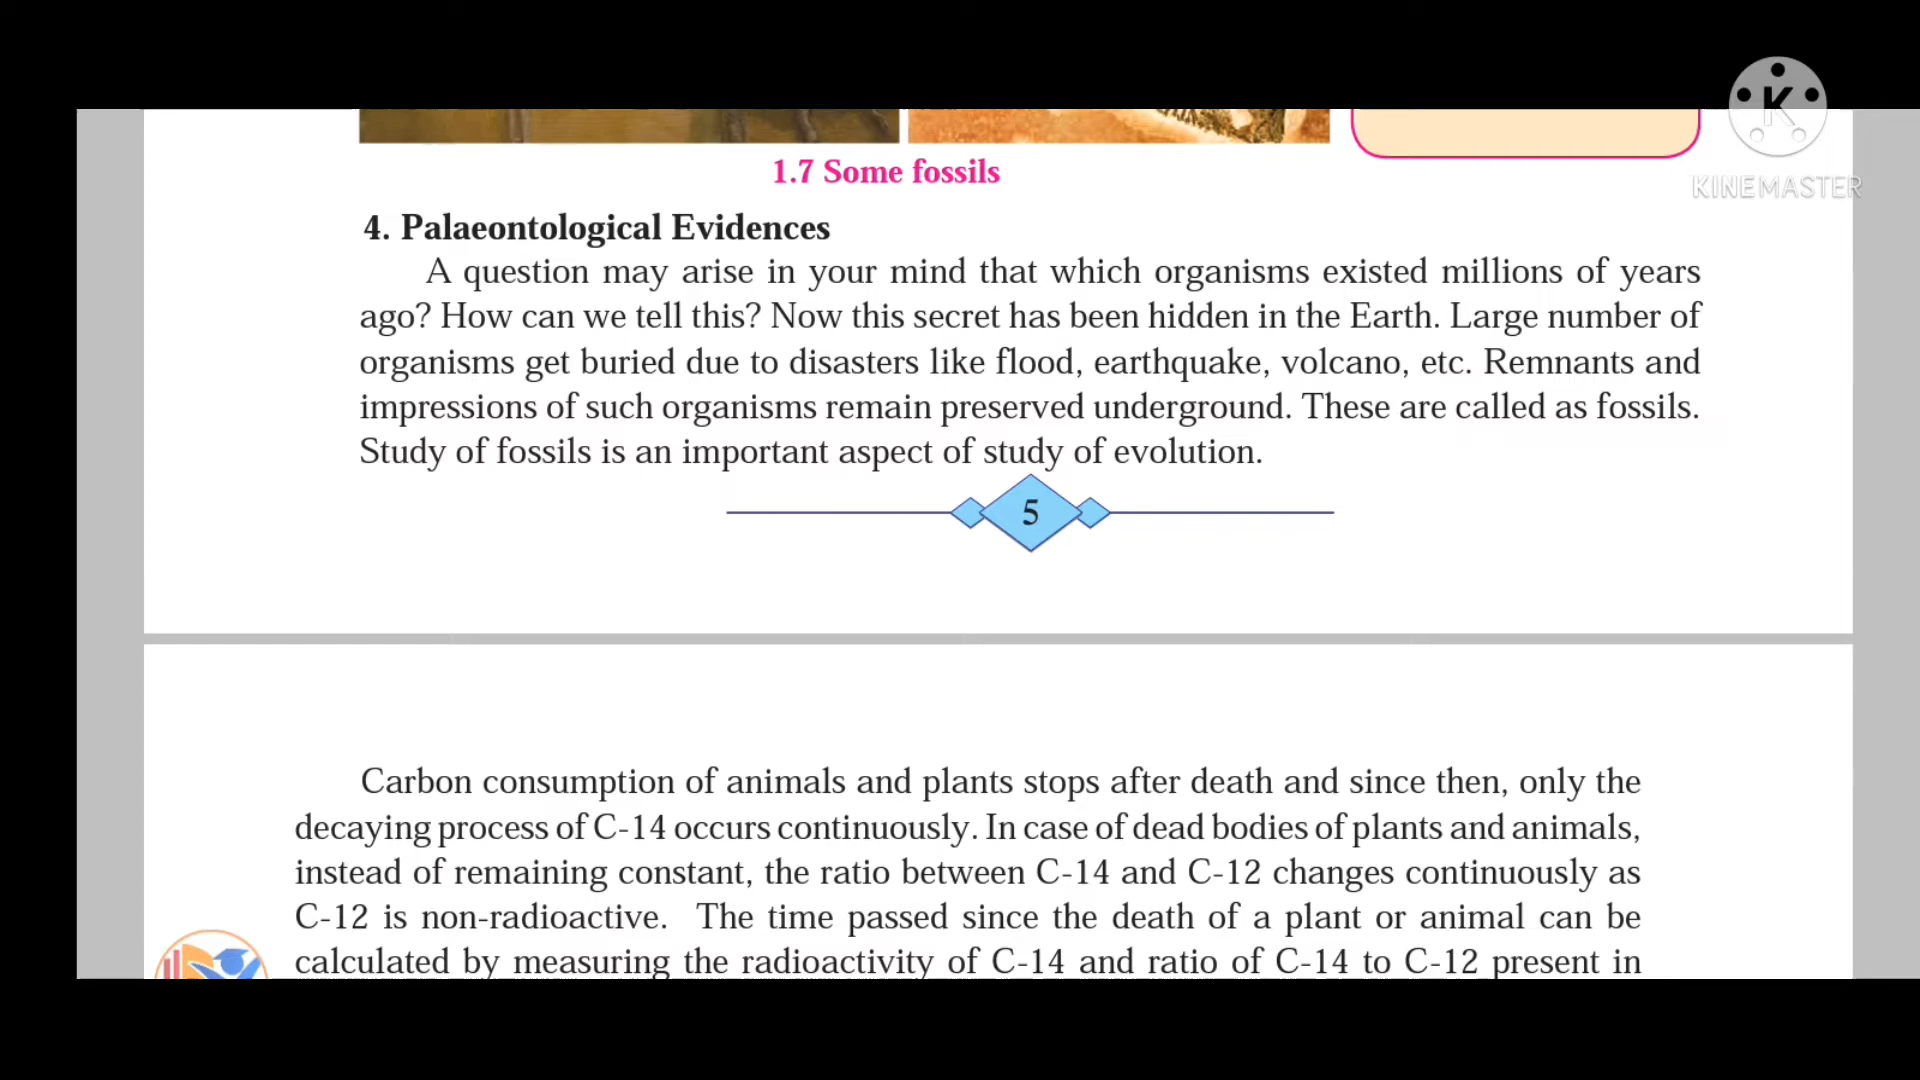 KINEMASTER
1.7 Some fossils
4. Palaeontological Evidences
A question may arise in your mind that which organisms existed millions of years
ago? How can we tell this? Now this secret has been hidden in the Earth. Large number of
organisms get buried due to disasters like flood, earthquake, volcano, etc. Remnants and
impressions of such organisms remain preserved underground. These are called as fossils.
Study of fossils is an important aspect of study of evolution.
5
Carbon consumption of animals and plants stops after death and since then, only the
decaying process of C-14 occurs continuously. In case of dead bodies of plants and animals,
instead of remaining constant, the ratio between C-14 and C-12 changes continuously as
C-12 is non-radioactive. The time passed since the death of a plant or animal can be
calculated by measuring the radioactivity of C-14 and ratio of C-14 to C-12 present in